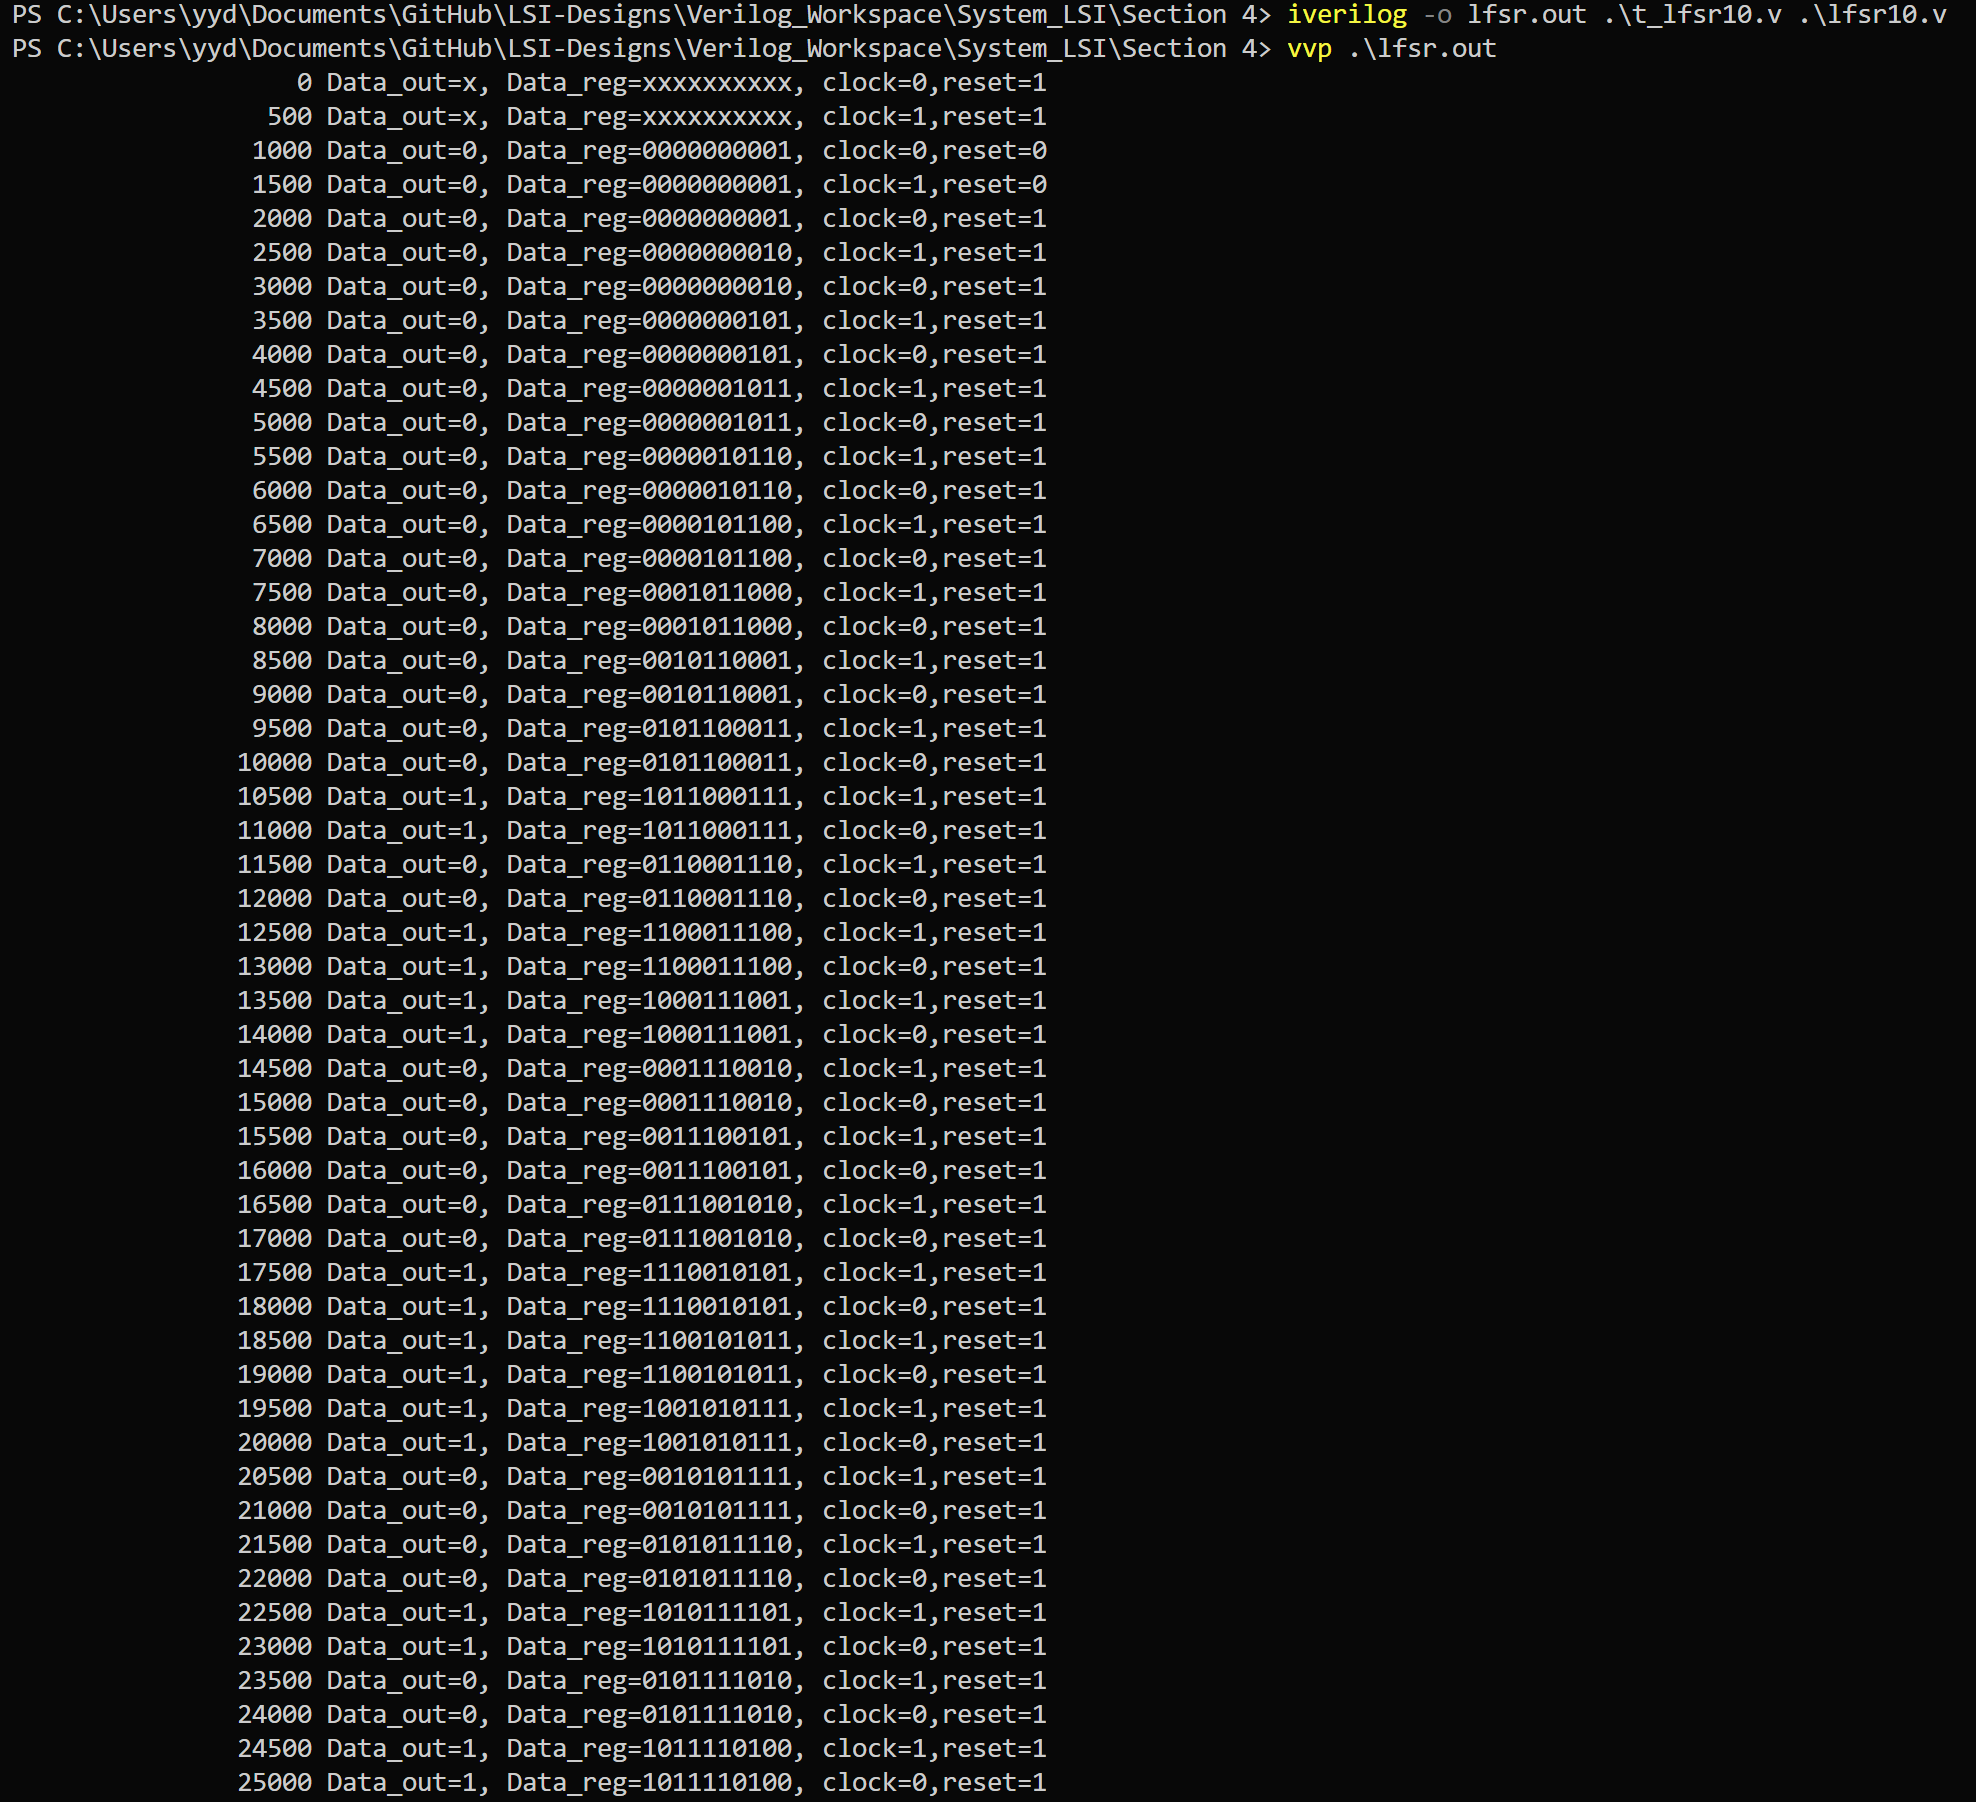 PS C:\Users\yyd\Documents\GitHub\LSI-Designs\Verilog_Workspace\System_LSI\Section 4> iverilog -o lfsr.out .\t_lfsr10.v .\lfsr10.v
PS C:\Users\yyd\Documents\GitHub\LSI-Designs\Verilog_Workspace\System_LSI\Section 4> vvp .\lfsr.out
0 Data_out=x, Data_reg=xxxxxxxxxx, clock=0,reset=1
500 Data_out=x, Data_reg=xxxxxxxxxx, clock=1,reset=1
1000 Data_out=0, Data_reg=0000000001, clock=0,reset=0
1500 Data_out=0, Data_reg=0000000001, clock=1,reset=0
2000 Data_out=0, Data_reg=0000000001, clock=0,reset=1
2500 Data_out=0, Data_reg=0000000010, clock=1,reset=1
3000 Data_out=0, Data_reg=0000000010, clock=0,reset=1
3500 Data_out=0, Data_reg=0000000101, clock=1,reset=1
4000 Data_out=0, Data_reg=0000000101, clock=0,reset=1
4500 Data_out=0, Data_reg=0000001011, clock=1,reset=1
5000 Data_out=0, Data_reg=0000001011, clock=0,reset=1
5500 Data_out=0, Data_reg=0000010110, clock=1,reset=1
6000 Data_out=0, Data_reg=0000010110, clock=0,reset=1
6500 Data_out=0, Data_reg=0000101100, clock=1,reset=1
7000 Data_out=0, Data_reg=0000101100, clock=0,reset=1
7500 Data_out=0, Data_reg=0001011000, clock=1,reset=1
8000 Data_out=0, Data_reg=0001011000, clock=0,reset=1
8500 Data_out=0, Data_reg=0010110001, clock=1,reset=1
9000 Data_out=0, Data_reg=0010110001, clock=0,reset=1
9500 Data_out=0, Data_reg=0101100011, clock=1,reset=1
10000 Data_out=0, Data_reg=0101100011, clock=0,reset=1
10500 Data_out=1, Data_reg=1011000111, clock=1,reset=1
11000 Data_out=1, Data_reg=1011000111, clock=0,reset=1
11500 Data_out=0, Data_reg=0110001110, clock=1,reset=1
12000 Data_out=0, Data_reg=0110001110, clock=0,reset=1
12500 Data_out=1, Data_reg=1100011100, clock=1,reset=1
13000 Data_out=1, Data_reg=1100011100, clock=0,reset=1
13500 Data_out=1, Data_reg=1000111001, clock=1,reset=1
14000 Data_out=1, Data_reg=1000111001, clock=0,reset=1
14500 Data_out=0, Data_reg=0001110010, clock=1,reset=1
15000 Data_out=0, Data_reg=0001110010, clock=0,reset=1
15500 Data_out=0, Data_reg=0011100101, clock=1,reset=1
16000 Data_out=0, Data_reg=0011100101, clock=0,reset=1
16500 Data_out=0, Data_reg=0111001010, clock=1,reset=1
17000 Data_out=0, Data_reg=0111001010, clock=0,reset=1
17500 Data_out=1, Data_reg=1110010101, clock=1,reset=1
18000 Data_out=1, Data_reg=1110010101, clock=0,reset=1
18500 Data_out=1, Data_reg=1100101011, clock=1,reset=1
19000 Data_out=1, Data_reg=1100101011, clock=0,reset=1
19500 Data_out=1, Data_reg=1001010111, clock=1,reset=1
20000 Data_out=1, Data_reg=1001010111, clock=0,reset=1
20500 Data_out=0, Data_reg=0010101111, clock=1,reset=1
21000 Data_out=0, Data_reg=0010101111, clock=0,reset=1
21500 Data_out=0, Data_reg=0101011110, clock=1,reset=1
22000 Data_out=0, Data_reg=0101011110, clock=0,reset=1
22500 Data_out=1, Data_reg=1010111101, clock=1,reset=1
23000 Data_out=1, Data_reg=1010111101, clock=0,reset=1
23500 Data_out=0, Data_reg=0101111010, clock=1,reset=1
24000 Data_out=0, Data_reg=0101111010, clock=0,reset=1
24500 Data_out=1, Data_reg=1011110100, clock=1,reset=1
25000 Data_out=1, Data_reg=1011110100, clock=0,reset=1